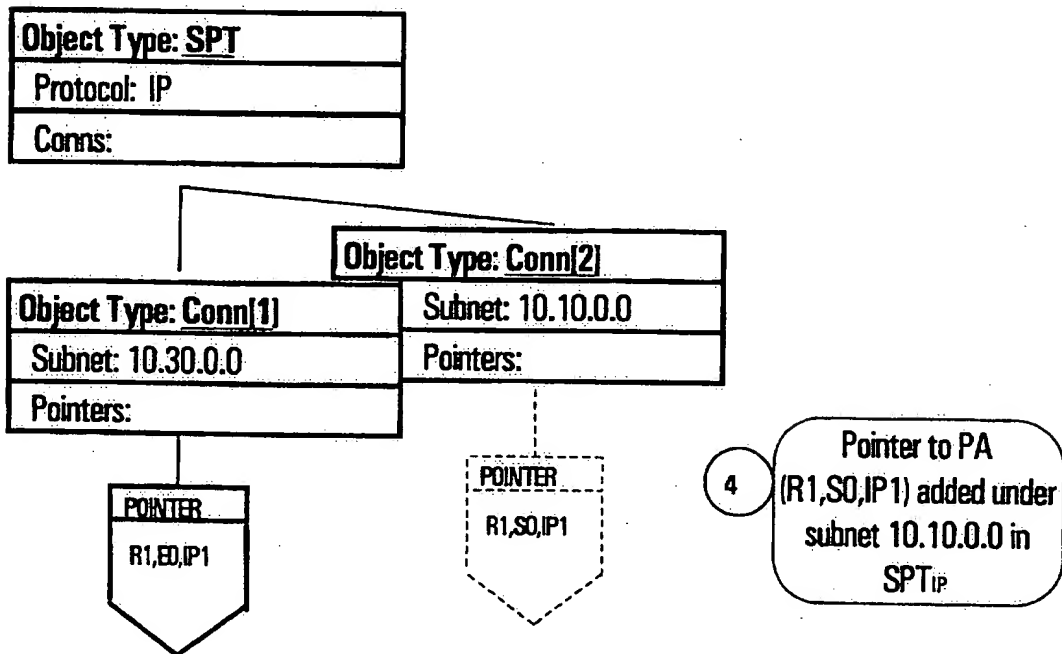 Object Type: SPT
Protocol: IP
Conns:
Object Type: Conn[2]
Subnet: 10.10.0.0
Pointers:
Object Type: Conn[1]
Subnet: 10.30.0.0
Pointers:
POINTER
R1,E0,IP1
POINTER
R1,S0,IP1
4
Pointer to PA
(R1,S0,IP1) added under
subnet 10.10.0.0 in
SPTIP